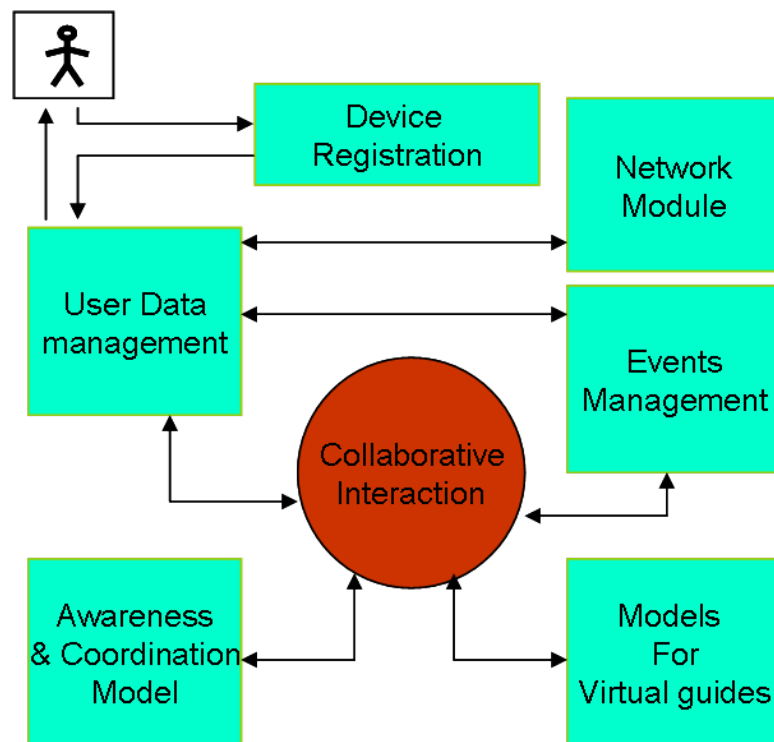 Device
Registration
Network
Module
User Data
management
Events
Management
Collaborative
Interaction
Awareness
& Coordination
Model
Models
For
Virtual guides